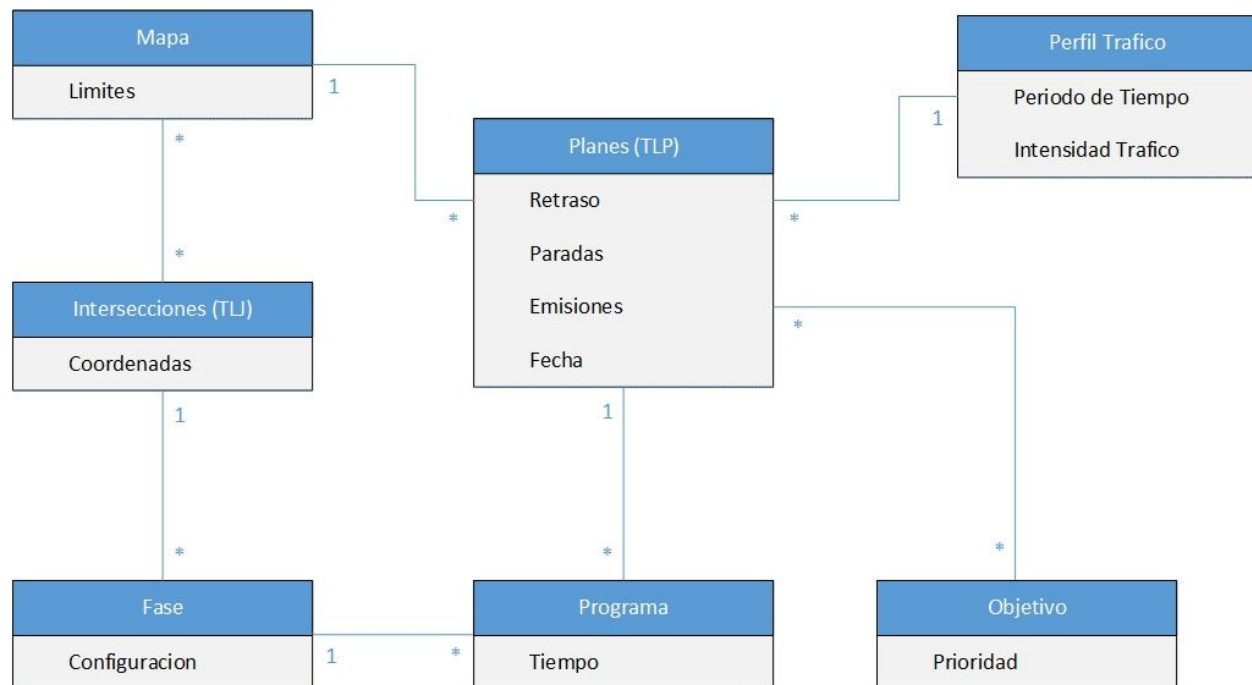 Mapa
Limites
1
*
*
*
Perfil Trafico
Periodo de Tiempo
Intensidad Trafico
1
*
Planes (TLP)
Retraso
Paradas
Emisiones
Fecha
*
1
*
*
Intersecciones (TLJ)
Coordenadas
1
*
Fase
Configuracion
1
*
Programa
Tiempo
Objetivo
Prioridad